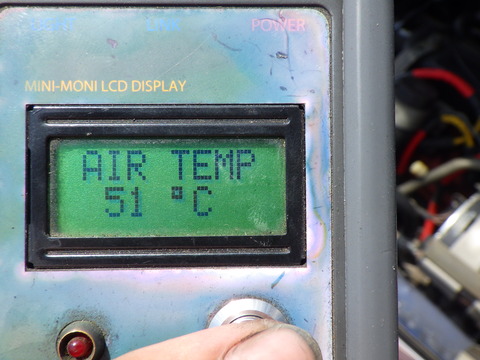 POWER
MINI-MONI LCD DISPLAY
AIR TEMP
51 °C